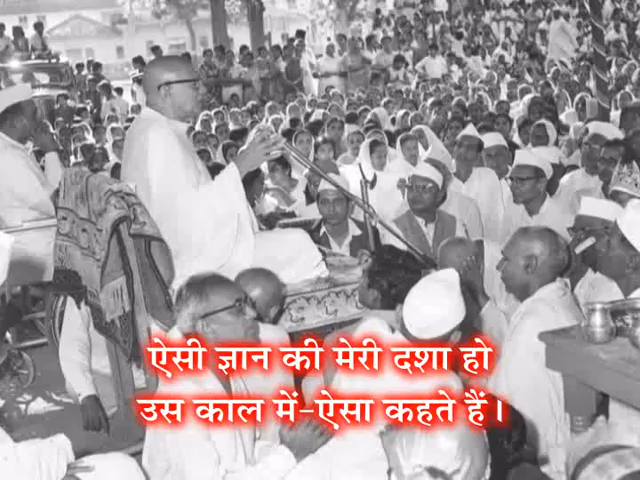 ऐसी ज्ञान की मेरी दशा हो
उस काल में-ऐसा कहते हैं।